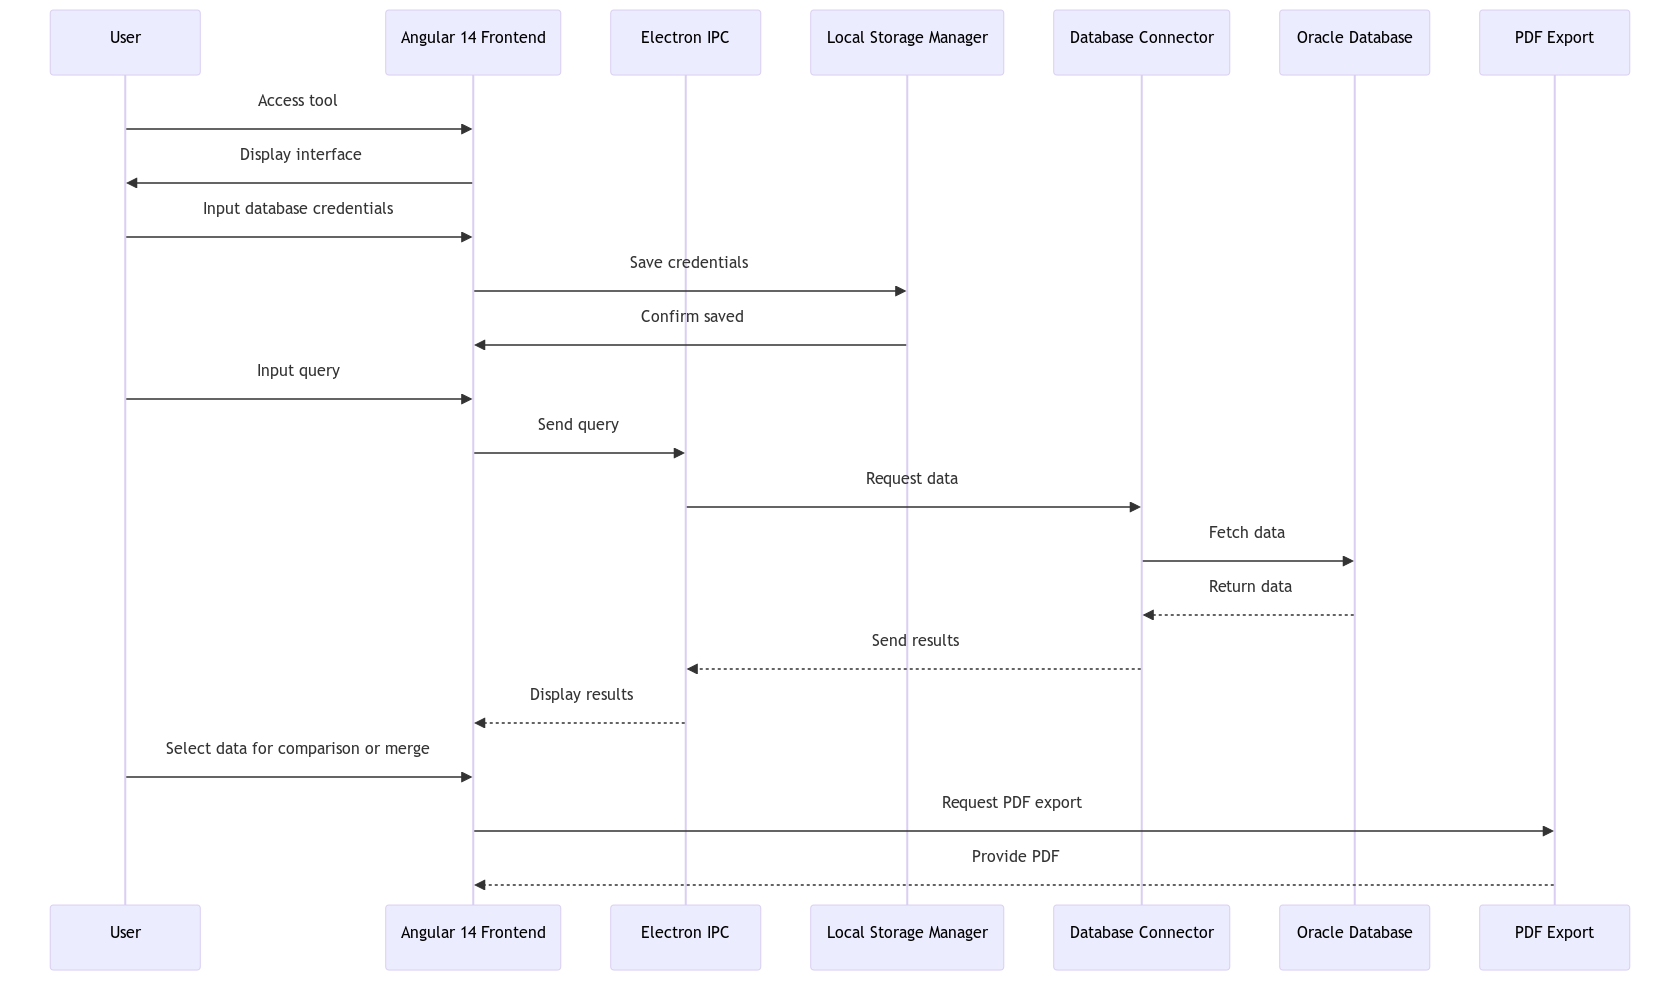 User
Angular 14 Frontend
Electron IPC
Local Storage Manager
Database Connector
Oracle Database
PDF Export
Access tool
Display interface
Input database credentials
Save credentials
Confirm saved
Input query
Send query
Request data
Fetch data
Return data
Send results
Display results
Select data for comparison or merge
Request PDF export
Provide PDF
User
Angular 14 Frontend
Electron IPC
Local Storage Manager
Database Connector
Oracle Database
PDF Export